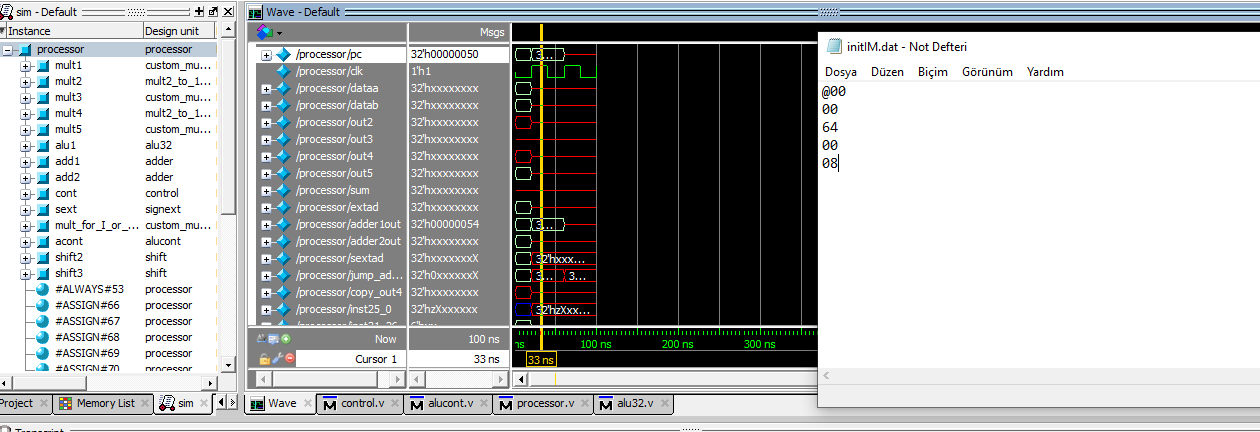 sim - Default
Instance Design unit
processor processor
mult1 custom_mu...
mult2 mult2_to_1...
mult3 custom_mu...
mult4 mult2_to_1...
mult5 custom_mu...
alu1 alu32
add1 adder
add2 adder
cont control
sext signext
mult_for_I_or_... custom_mu...
acont alucont
shift2 shift
shift3 shift
#ALWAYS#53 processor
#ASSIGN#66 processor
#ASSIGN#67 processor
#ASSIGN#68 processor
#ASSIGN#69 processor
#ASSIGN#70 processor
Project Memory List sim
Wave - Default
Msgs
/processor/pc 32'h00000050 3...
/processor/clk 1'h1
/processor/dataa 32'hxxxxxxxx
/processor/datab 32'hxxxxxxxx
/processor/out2 32'hxxxxxxxx
/processor/out3 32'hxxxxxxxx
/processor/out4 32'hxxxxxxxx
/processor/out5 32'hxxxxxxxx
/processor/sum 32'hxxxxxxxx
/processor/extad 32'hxxxxxxxx
/processor/adder1out 32'h00000054 3...
/processor/adder2out 32'hxxxxxxxx
/processor/sextad 32'hxxxxxxxX 32'hxxx...
/processor/jump_ad... 32'h0xxxxxxX 3... 3...
/processor/copy_out4 32'hxxxxxxxx
/processor/inst25_0 32'hzXxxxxxx 32'hzXxx...
Now 100 ns ns 100 ns 200 ns 300 ns
Cursor 1 33 ns 33 ns
Wave control.v alucont.v processor.v alu32.v
initIM.dat - Not Defteri
Dosya Düzen Biçim Görünüm Yardım
@00
00
64
00
08
Transcript